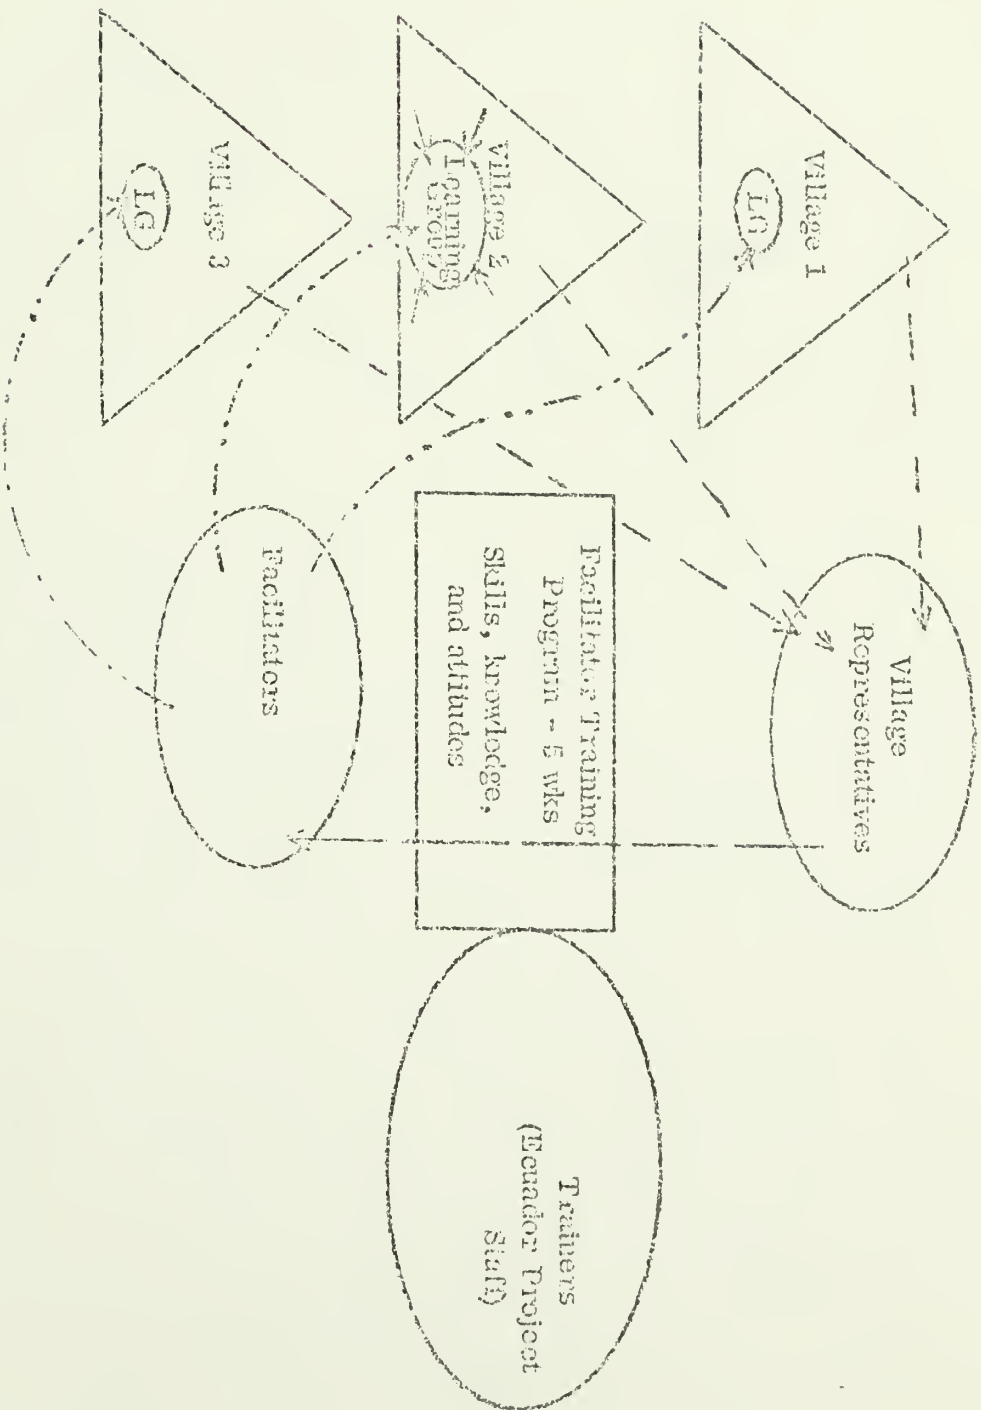 Village 1
LG
Village 2
(Learning
Group)
Village 3
LG
Village
Representatives
Facilitator Training
Program - 5 wks
Skills, knowledge,
and attitudes
Facilitators
Trainers
(Ecuador Project
Staff)